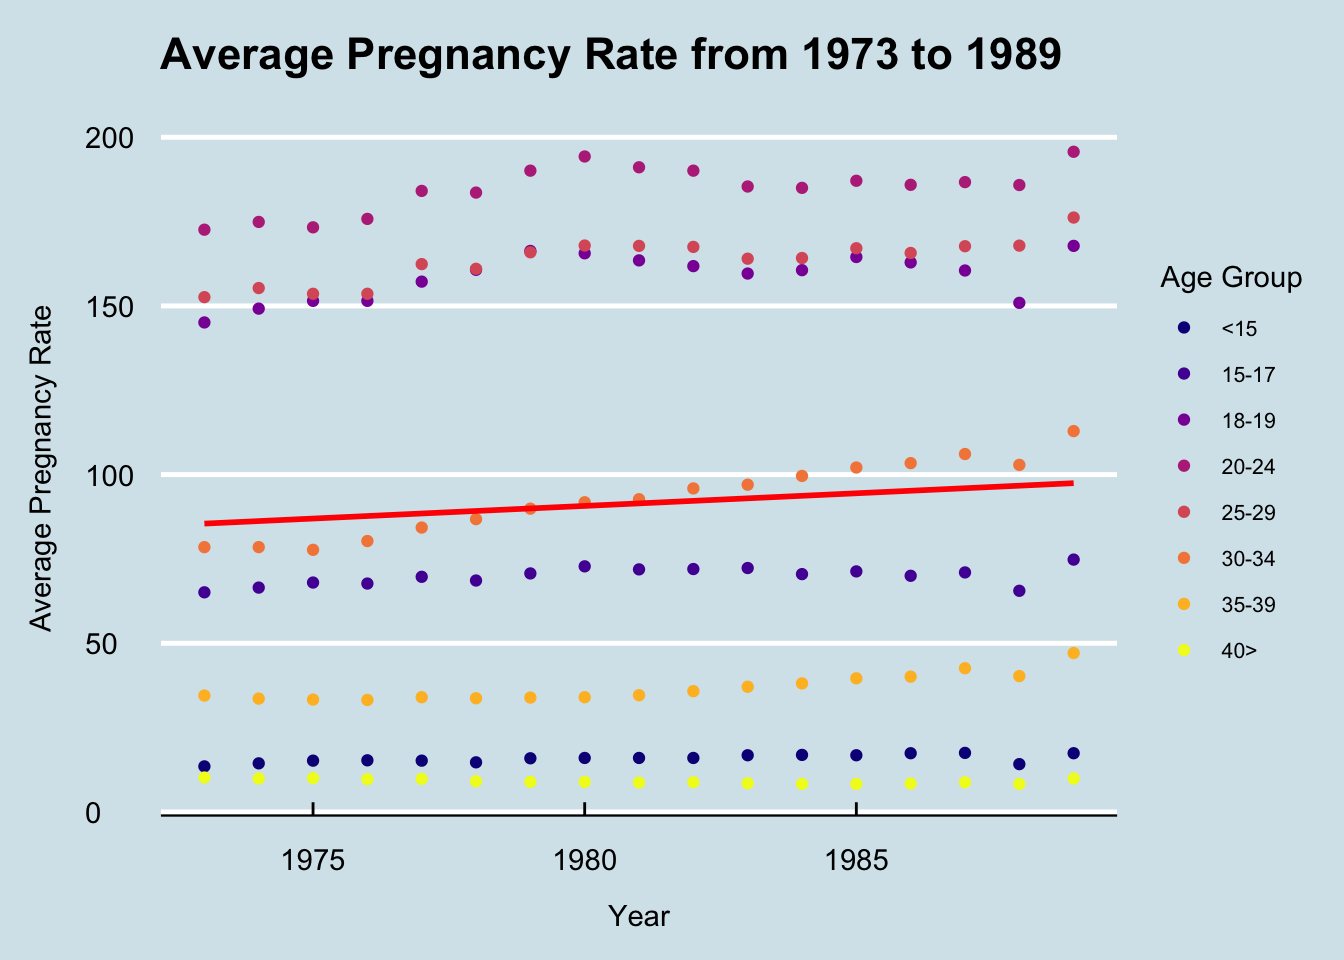 Average Pregnancy Rate from 1973 to 1989
Average Pregnancy Rate
200
150
100
50
0
1975 1980 1985
Year
Age Group
<15
15-17
18-19
20-24
25-29
30-34
35-39
40>